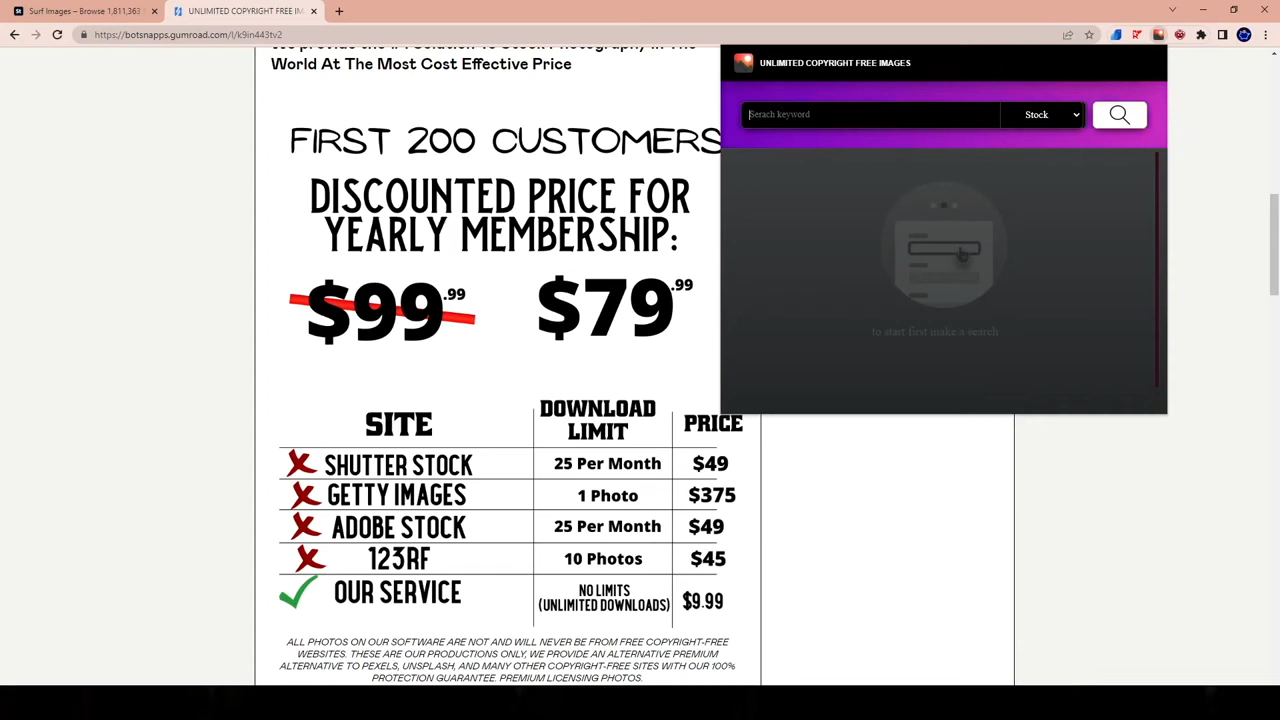 Surf Images – Browse 1,811,363 S
UNLIMITED COPYRIGHT FREE IM
https://botsnapps.gumroad.com/l/k9in443tv2
World At The Most Cost Effective Price
FIRST 200 CUSTOMERS
DISCOUNTED PRICE FOR
YEARLY MEMBERSHIP:
$99.99 $79.99
SITE DOWNLOAD LIMIT PRICE
SHUTTER STOCK 25 Per Month $49
GETTY IMAGES 1 Photo $375
ADOBE STOCK 25 Per Month $49
123RF 10 Photos $45
OUR SERVICE NO LIMITS (UNLIMITED DOWNLOADS) $9.99
ALL PHOTOS ON OUR SOFTWARE ARE NOT AND WILL NEVER BE FROM FREE COPYRIGHT-FREE
WEBSITES. THESE ARE OUR PRODUCTIONS ONLY, WE PROVIDE AN ALTERNATIVE PREMIUM
ALTERNATIVE TO PEXELS, UNSPLASH, AND MANY OTHER COPYRIGHT-FREE SITES WITH OUR 100%
PROTECTION GUARANTEE. PREMIUM LICENSING PHOTOS.
UNLIMITED COPYRIGHT FREE IMAGES
Serach keyword
Stock
to start first make a search